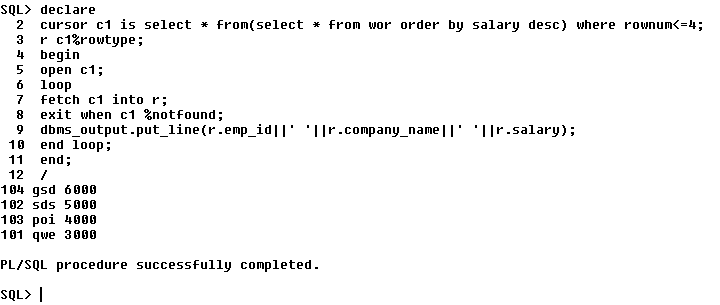 SQL> declare
2 cursor c1 is select * from(select * from wor order by salary desc) where rownum<=4;
3 r c1%rowtype;
4 begin
5 open c1;
6 loop
7 fetch c1 into r;
8 exit when c1 %notfound;
9 dbms_output.put_line(r.emp_id||' '||r.company_name||' '||r.salary);
10 end loop;
11 end;
12 /
104 gsd 6000
102 sds 5000
103 poi 4000
101 qwe 3000
PL/SQL procedure successfully completed.
SQL>